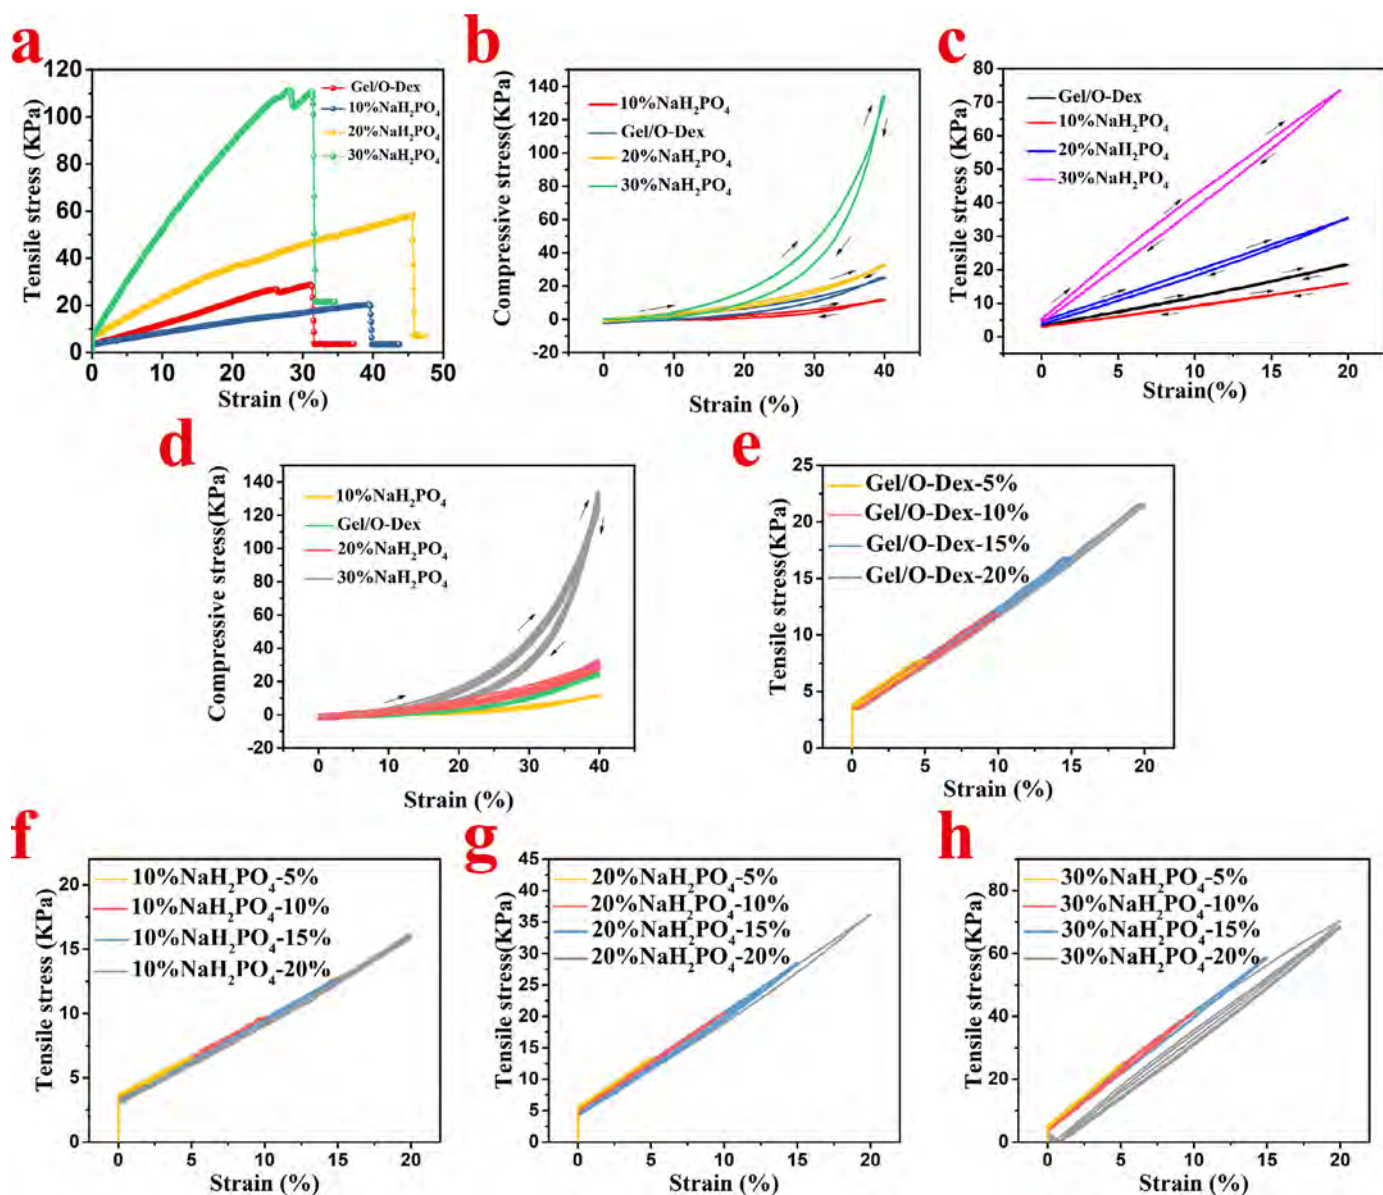 a
Tensile stress (KPa)
120
100
80
60
40
20
0
Gel/O-Dex
10%NaH₂PO₄
20%NaH₂PO₄
30%NaH₂PO₄
0 10 20 30 40 50
Strain (%)
b
Compressive stress(KPa)
140
120
100
80
60
40
20
0
-20
10%NaH₂PO₄
Gel/O-Dex
20%NaH₂PO₄
30%NaH₂PO₄
0 10 20 30 40
Strain (%)
c
Tensile stress (KPa)
80
70
60
50
40
30
20
10
0
Gel/O-Dex
10%NaH₂PO₄
20%NaH₂PO₄
30%NaH₂PO₄
0 5 10 15 20
Strain(%)
d
Compressive stress(KPa)
140
120
100
80
60
40
20
0
-20
10%NaH₂PO₄
Gel/O-Dex
20%NaH₂PO₄
30%NaH₂PO₄
0 10 20 30 40
Strain (%)
e
Tensile stress(KPa)
25
20
15
10
5
0
Gel/O-Dex-5%
Gel/O-Dex-10%
Gel/O-Dex-15%
Gel/O-Dex-20%
0 5 10 15 20
Strain (%)
f
Tensile stress (KPa)
20
15
10
5
0
10%NaH₂PO₄-5%
10%NaH₂PO₄-10%
10%NaH₂PO₄-15%
10%NaH₂PO₄-20%
0 5 10 15 20
Strain (%)
g
Tensile stress(KPa)
45
40
35
30
25
20
15
10
5
0
20%NaH₂PO₄-5%
20%NaH₂PO₄-10%
20%NaH₂PO₄-15%
20%NaH₂PO₄-20%
0 5 10 15 20
Strain (%)
h
Tensile stress(KPa)
80
60
40
20
0
30%NaH₂PO₄-5%
30%NaH₂PO₄-10%
30%NaH₂PO₄-15%
30%NaH₂PO₄-20%
0 5 10 15 20
Strain (%)